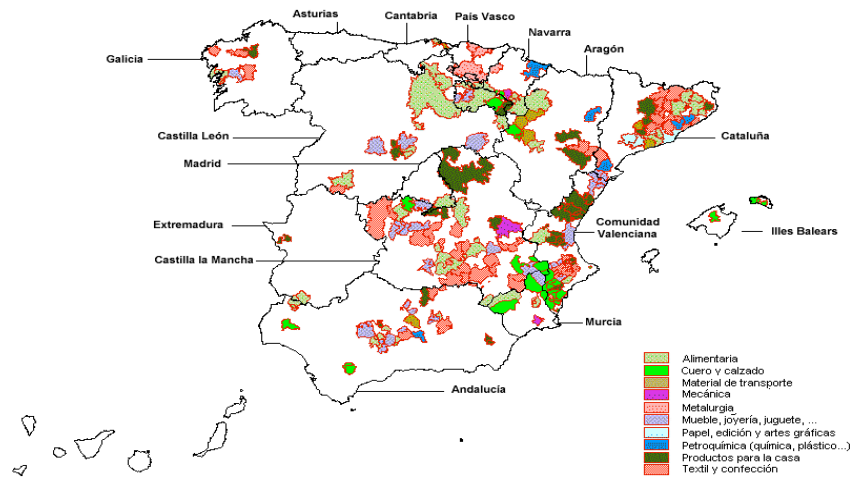 Asturias
Cantabria
País Vasco
Navarra
Aragón
Galicia
Castilla León
Cataluña
Madrid
Extremadura
Comunidad
Valenciana
Illes Balears
Castilla la Mancha
Murcia
Andalucía
Alimentaria
Cuero y calzado
Material de transporte
Mecánica
Metalurgia
Mueble, joyería, juguete, ...
Papel, edición y artes gráficas
Petroquímica (química, plástico...)
Productos para la casa
Textil y confección